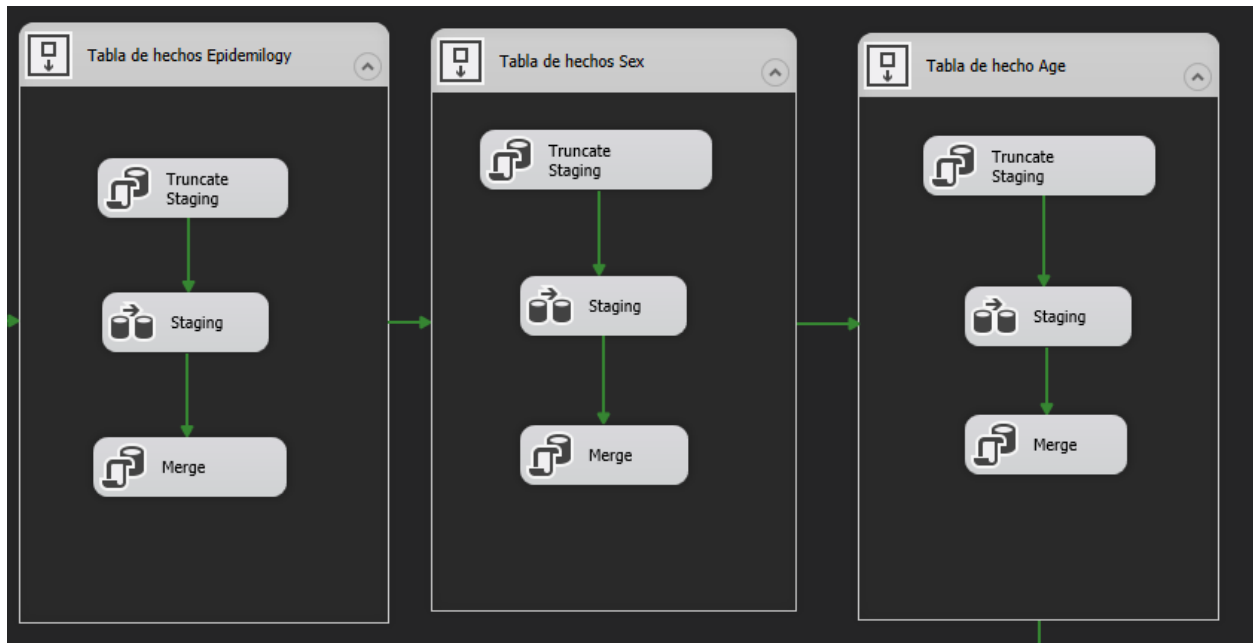 Tabla de hechos Epidemilogy
Truncate
Staging
Staging
Merge
Tabla de hechos Sex
Truncate
Staging
Staging
Merge
Tabla de hecho Age
Truncate
Staging
Staging
Merge